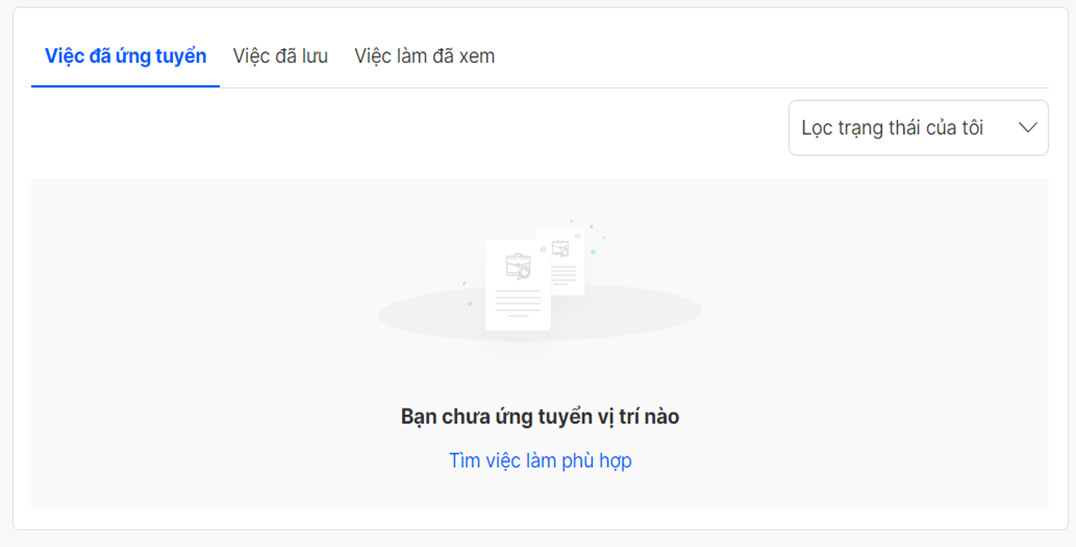 Việc đã ứng tuyển Việc đã lưu Việc làm đã xem
Lọc trạng thái của tôi
Bạn chưa ứng tuyển vị trí nào
Tìm việc làm phù hợp